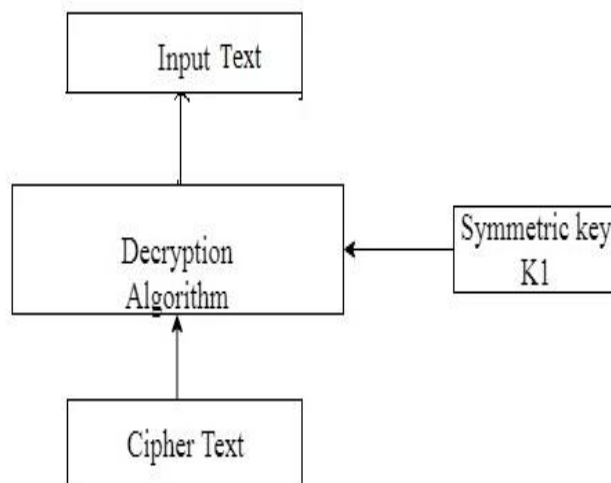 Input Text
Decryption
Algorithm
Symmetric key
K1
Cipher Text